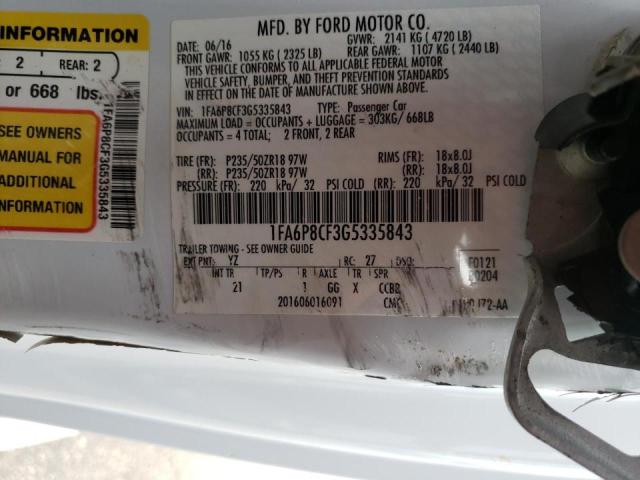 INFORMATION
2 REAR: 2
or 668 lbs.
SEE OWNERS
MANUAL FOR
ADDITIONAL
INFORMATION
1FA6P8CF3G5335843
MFD. BY FORD MOTOR CO.
DATE: 06/16 GVWR: 2141 KG ( 4720 LB)
FRONT GAWR: 1055 KG ( 2325 LB) REAR GAWR: 1107 KG ( 2440 LB)
THIS VEHICLE CONFORMS TO ALL APPLICABLE FEDERAL MOTOR
VEHICLE SAFETY, BUMPER, AND THEFT PREVENTION STANDARDS
IN EFFECT ON THE DATE OF MANUFACTURE SHOWN ABOVE.
VIN: 1FA6P8CF3G5335843 TYPE: Passenger Car
MAXIMUM LOAD = OCCUPANTS + LUGGAGE = 303KG/ 668LB
OCCUPANTS = 4 TOTAL; 2 FRONT, 2 REAR
TIRE (FR): P235/50ZR18 97W RIMS (FR): 18x8.0J
(RR): P235/50ZR18 97W (RR): 18x8.0J
PRESSURE (FR): 220 kPa/ 32 PSI COLD (RR): 220 kPa/ 32 PSI COLD
1FA6P8CF3G5335843
TRAILER TOWING - SEE OWNER GUIDE
EXT PNT: YZ RC: 27 DSO: F0121
INT TR TP/PS R AXLE TR SPR
21 GG X CCBB
201606016091